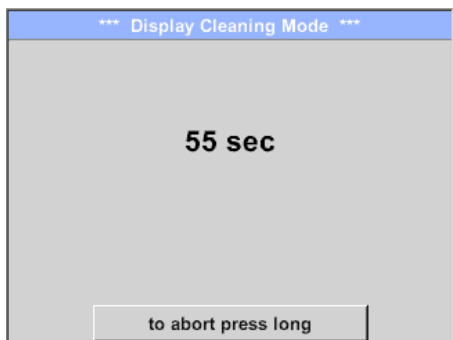 *** Display Cleaning Mode ***
55 sec
to abort press long